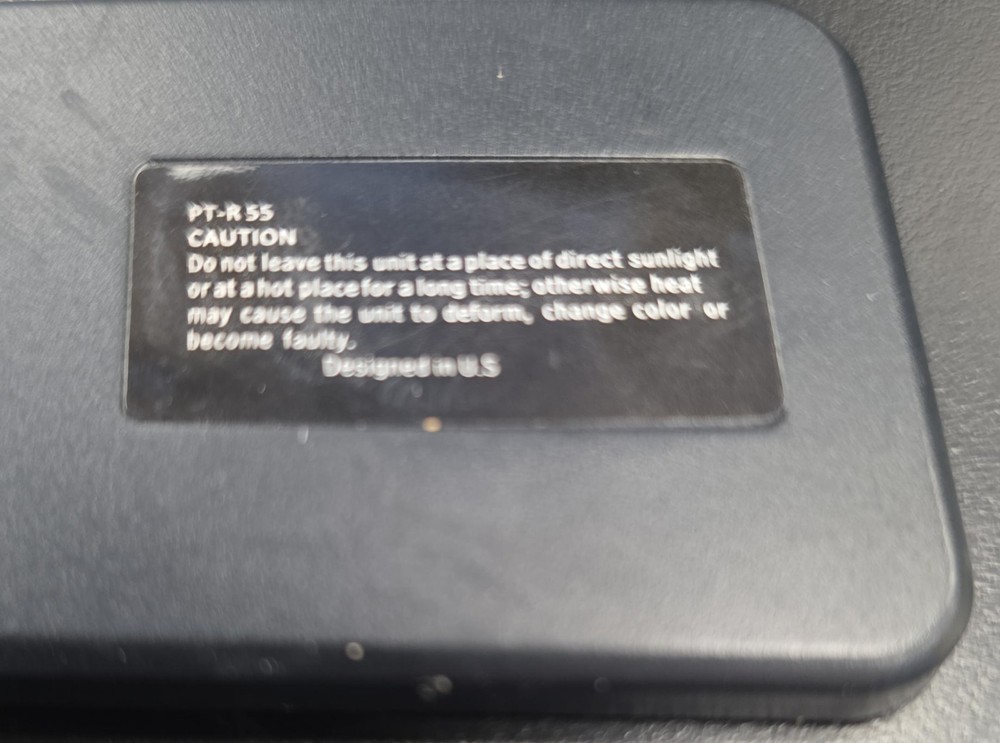 PT-R 55
CAUTION
Do not leave this unit at a place of direct sunlight
or at a hot place for a long time; otherwise heat
may cause the unit to deform, change color or
become faulty.
Designed in U.S